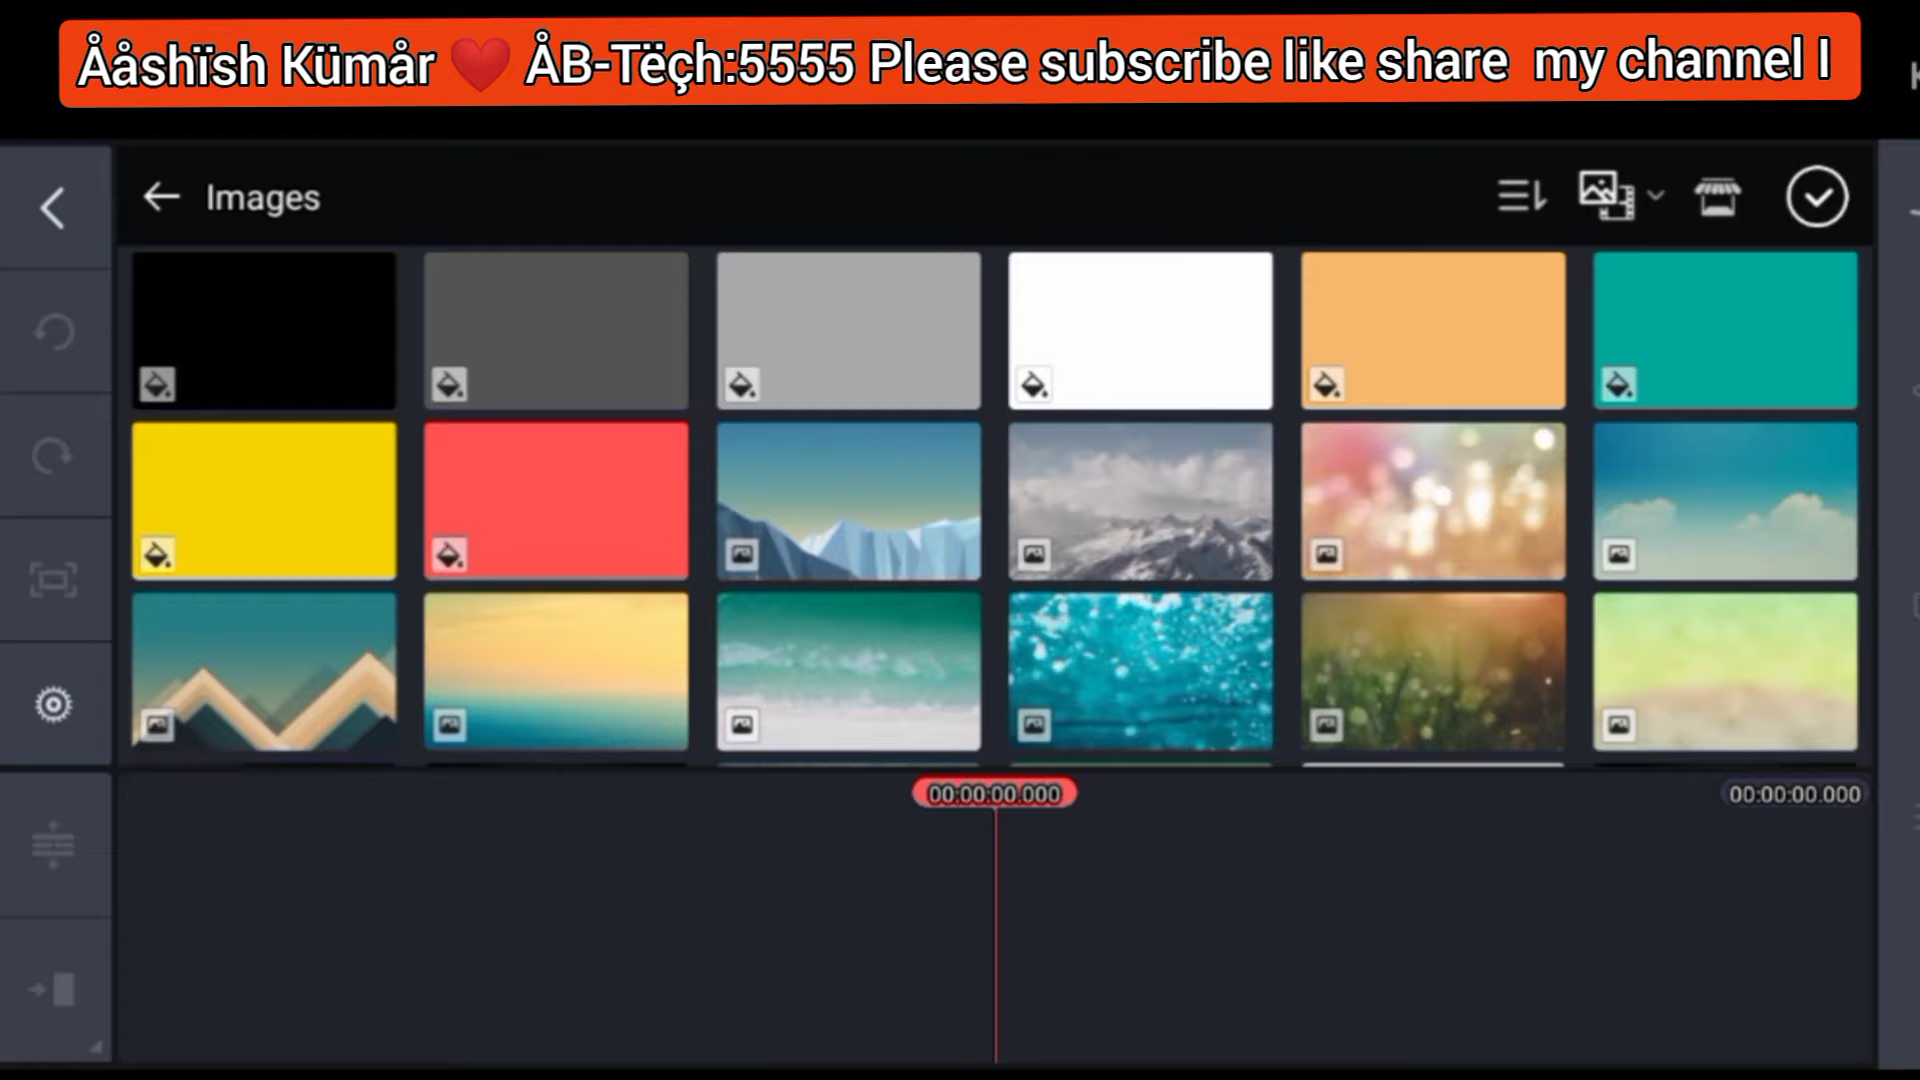 Ååshïsh Kümår ❤️ ÅB-Tëçh:5555 Please subscribe like share my channel l
Images
00:00:00.000
00:00:00.000